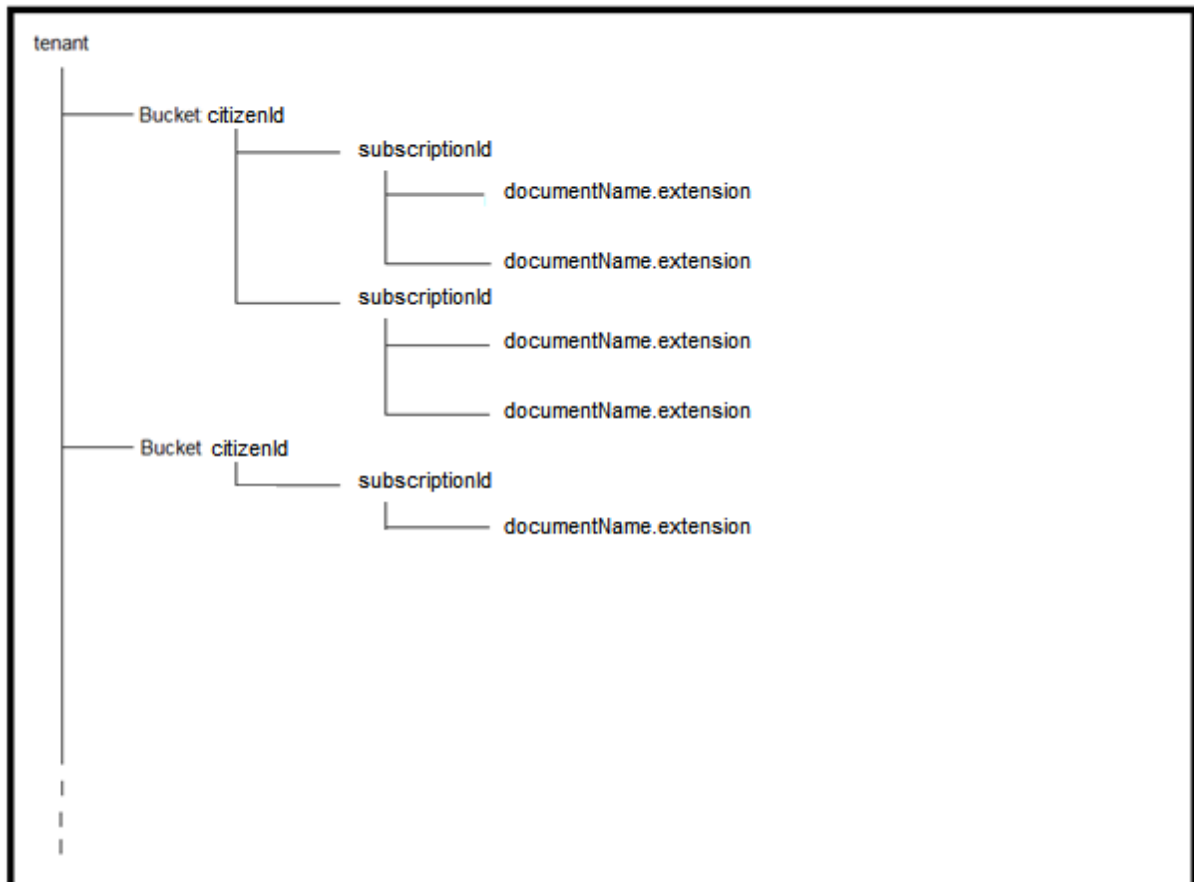 tenant
Bucket citizenId
subscriptionId
documentName.extension
documentName.extension
subscriptionId
documentName.extension
documentName.extension
Bucket citizenId
subscriptionId
documentName.extension